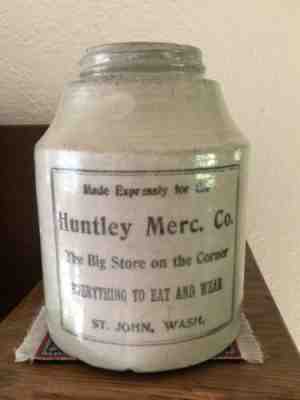 Made Expressly for the
Huntley Merc. Co.
The Big Store on the Corner
EVERYTHING TO EAT AND WEAR
ST. JOHN, WASH.